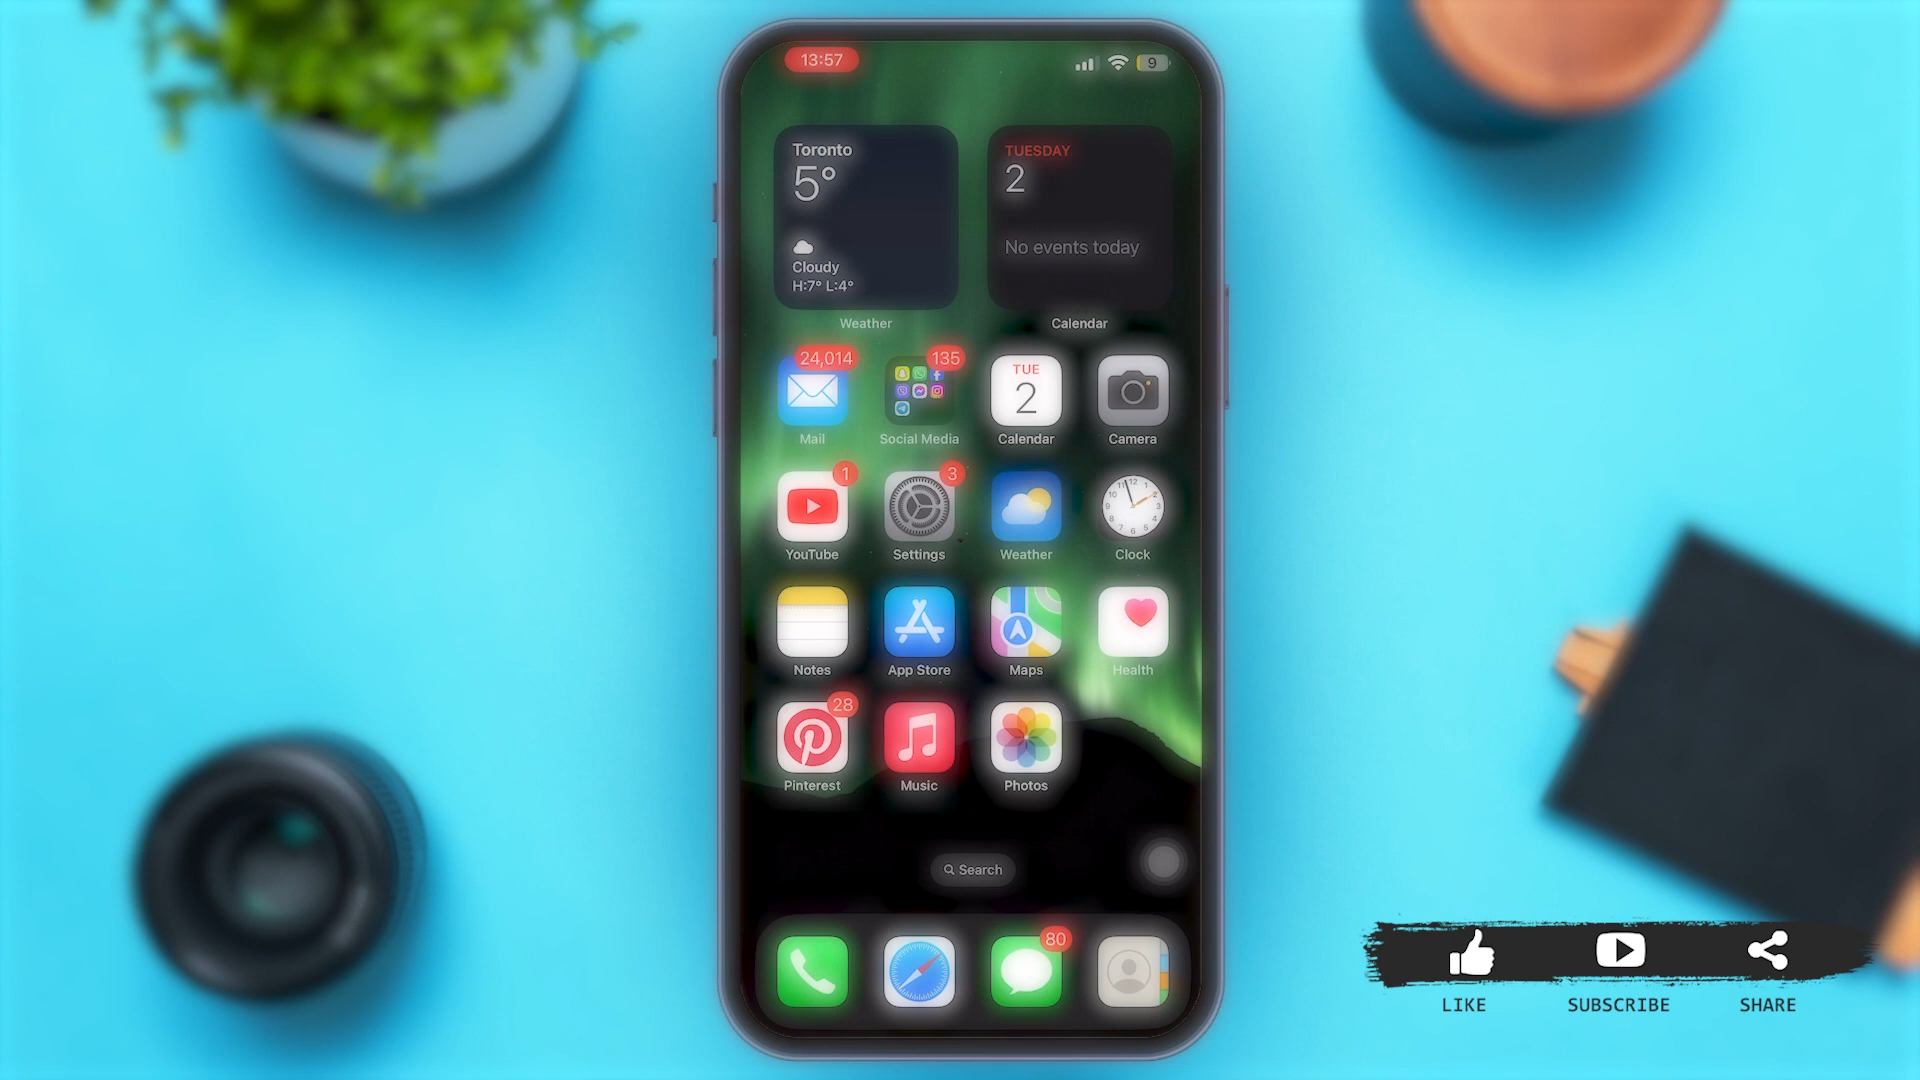 13:57
9
Toronto
5°
Cloudy
H:7° L:4°
Weather
TUESDAY
2
No events today
Calendar
24,014
135
TUE
2
Mail
Social Media
Calendar
Camera
1
3
YouTube
Settings
Weather
Clock
Notes
App Store
Maps
Health
28
Pinterest
Music
Photos
Search
80
LIKE
SUBSCRIBE
SHARE